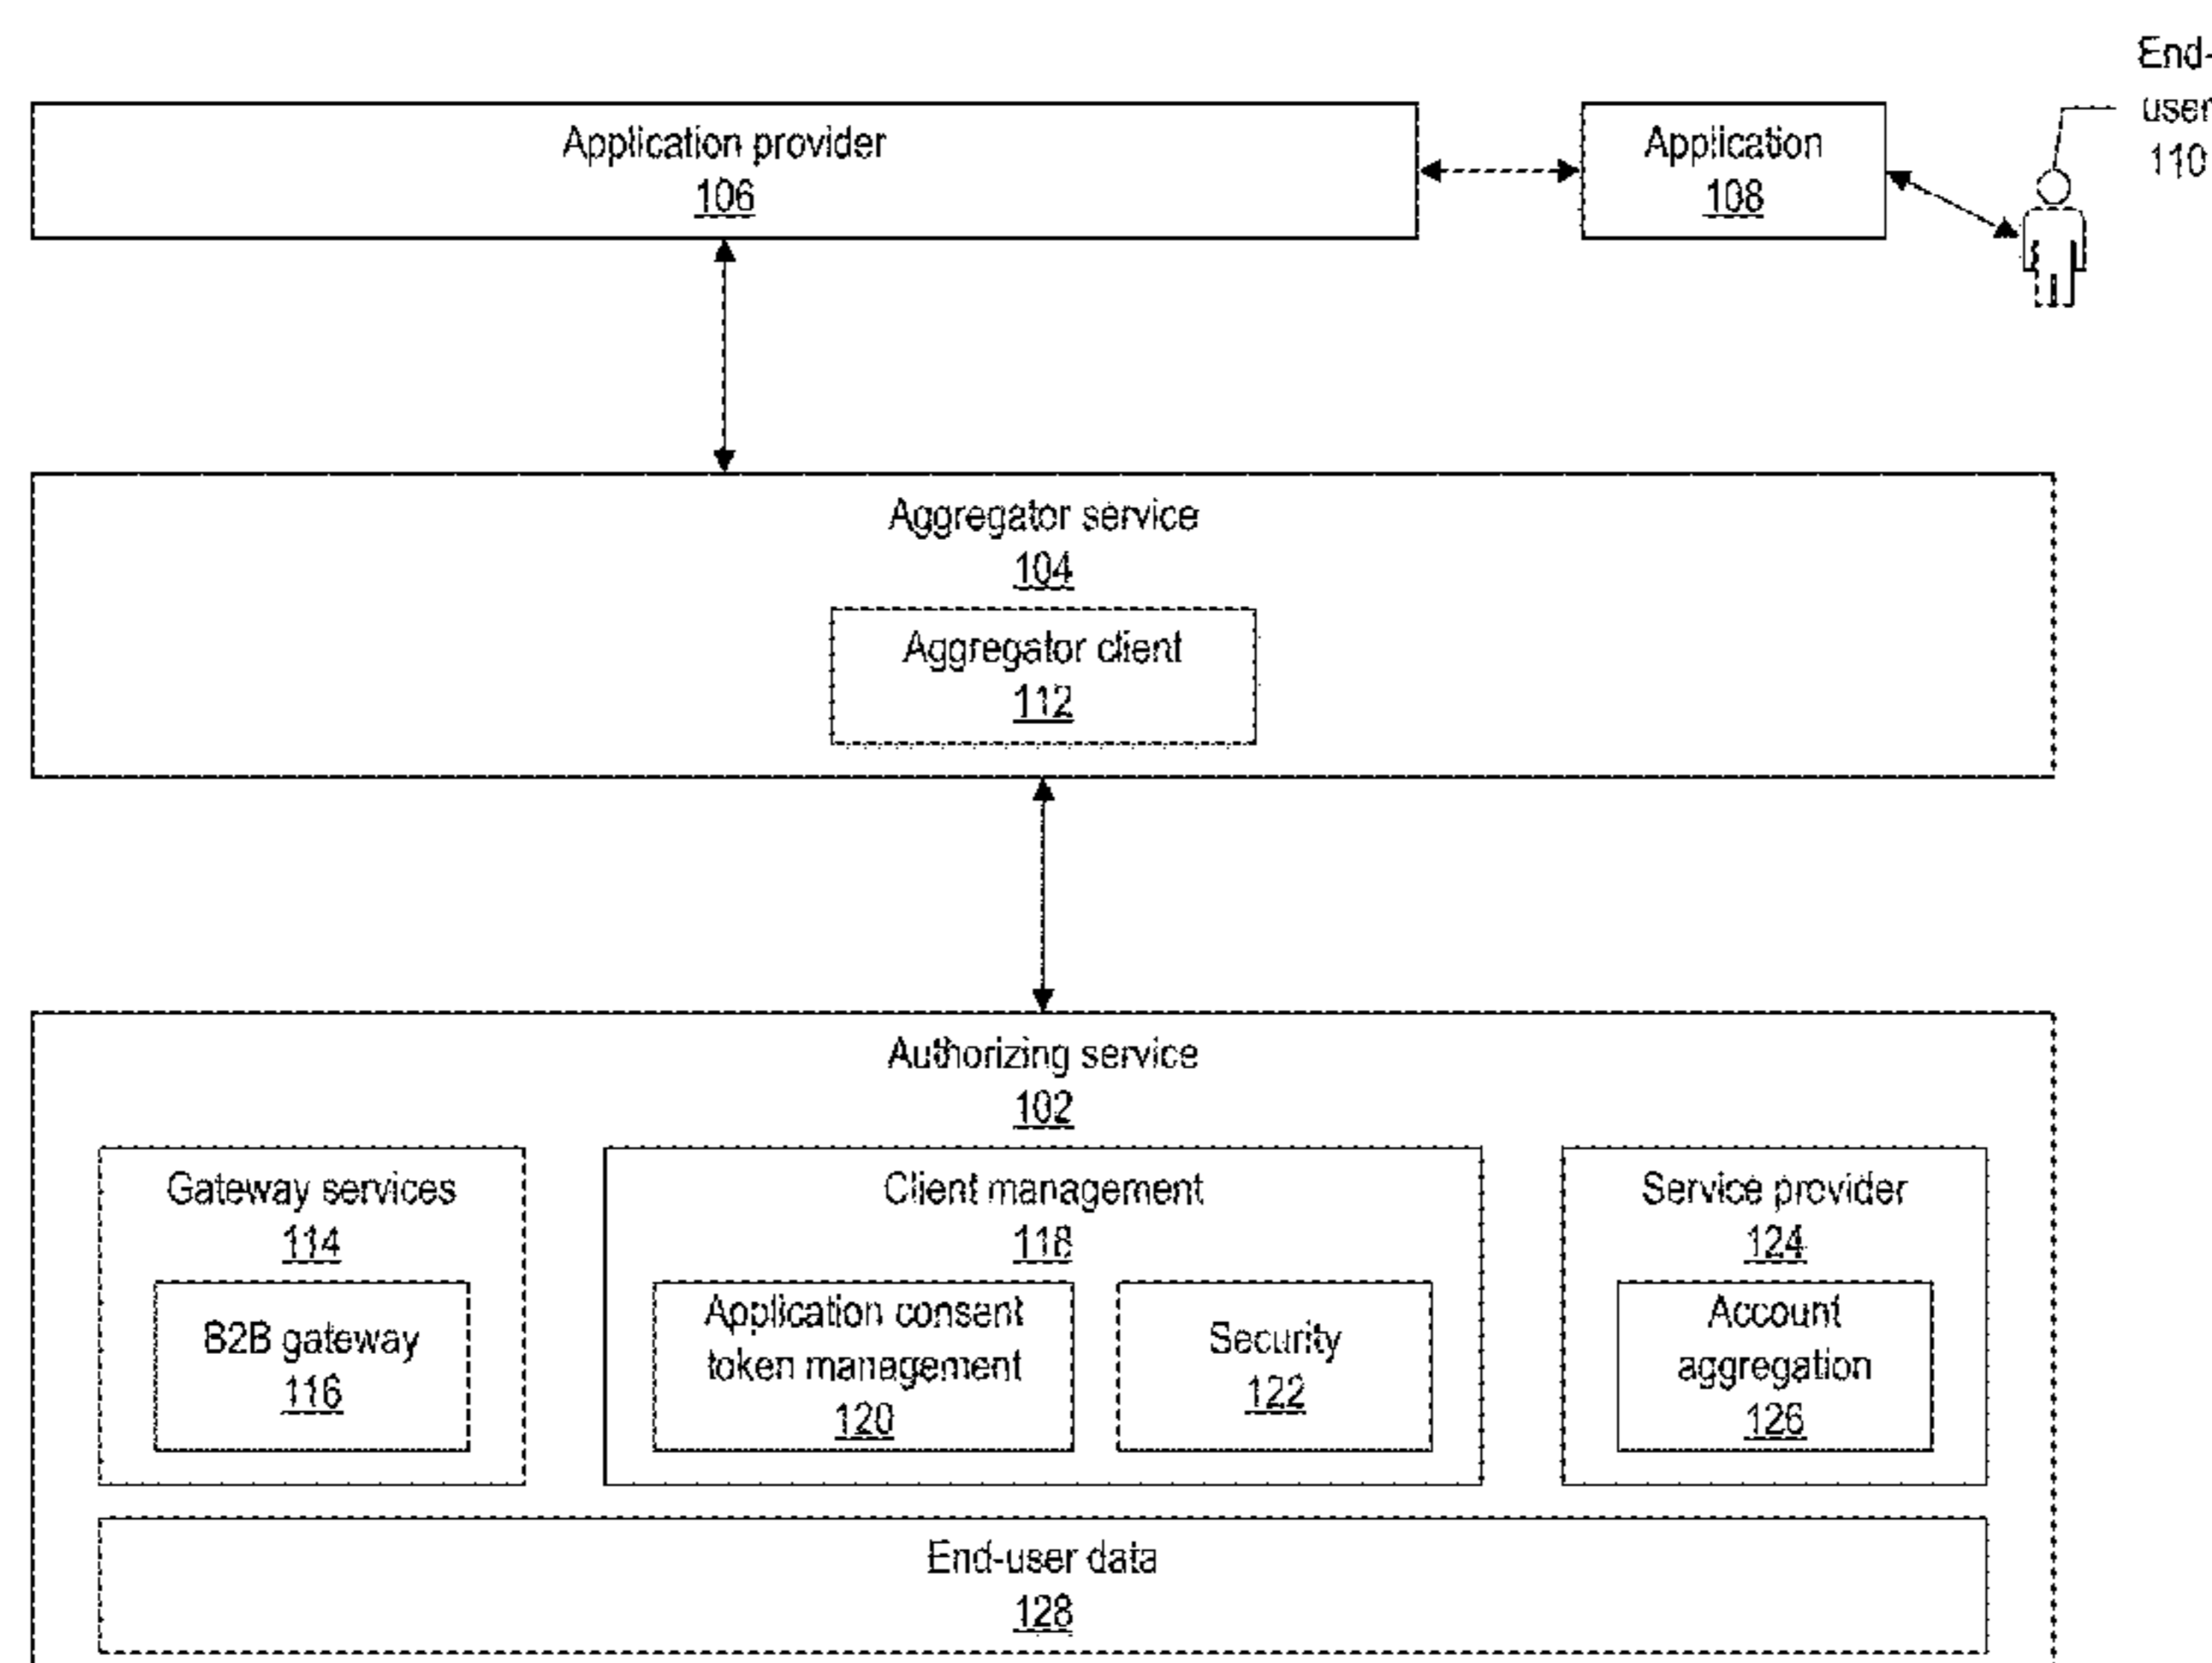 End-
user
110
Application provider
106
Application
108
Aggregator service
104
Aggregator client
112
Authorizing service
102
Gateway services
114
B2B gateway
116
Client management
118
Application consent
token management
120
Security
122
Service provider
124
Account
aggregation
126
End-user data
128